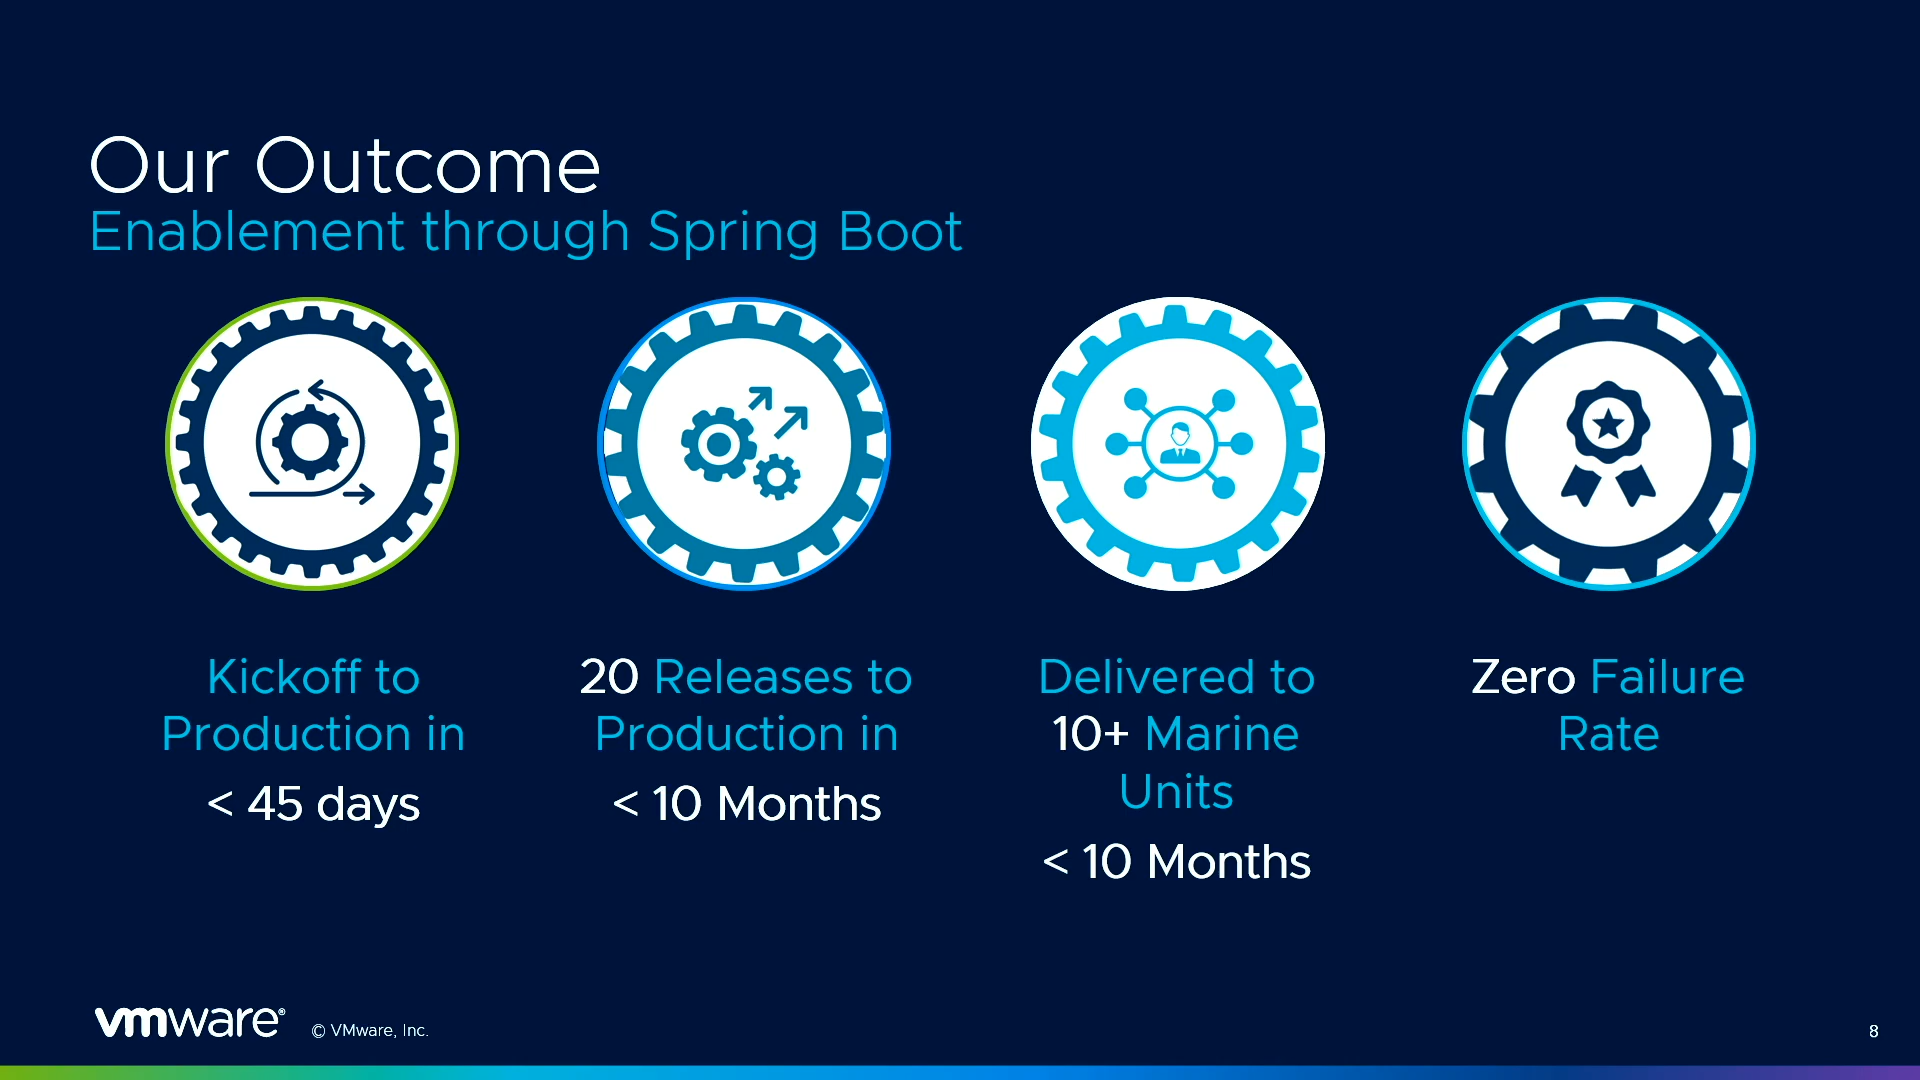 Our Outcome
Enablement through Spring Boot
Kickoff to
Production in
< 45 days
20 Releases to
Production in
< 10 Months
Delivered to
10+ Marine
Units
< 10 Months
Zero Failure
Rate
vmware®
© VMware, Inc.
8